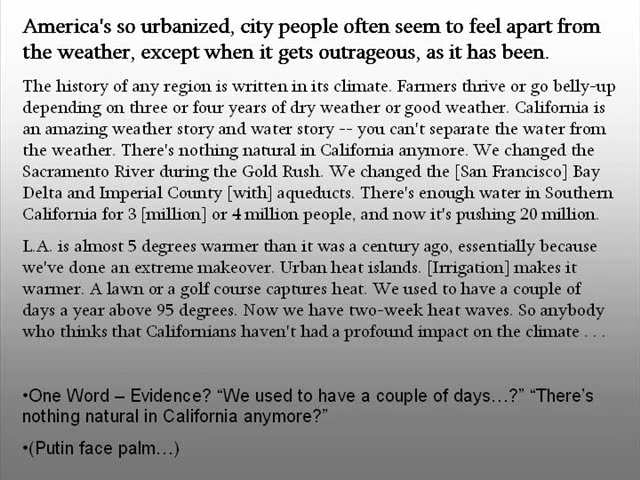 America's so urbanized, city people often seem to feel apart from
the weather, except when it gets outrageous, as it has been.
The history of any region is written in its climate. Farmers thrive or go belly-up
depending on three or four years of dry weather or good weather. California is
an amazing weather story and water story -- you can't separate the water from
the weather. There's nothing natural in California anymore. We changed the
Sacramento River during the Gold Rush. We changed the [San Francisco] Bay
Delta and Imperial County [with] aqueducts. There's enough water in Southern
California for 3 [million] or 4 million people, and now it's pushing 20 million.
L.A. is almost 5 degrees warmer than it was a century ago, essentially because
we've done an extreme makeover. Urban heat islands. [Irrigation] makes it
warmer. A lawn or a golf course captures heat. We used to have a couple of
days a year above 95 degrees. Now we have two-week heat waves. So anybody
who thinks that Californians haven't had a profound impact on the climate . . .
•One Word – Evidence? “We used to have a couple of days…?” “There’s
nothing natural in California anymore?”
•(Putin face palm…)